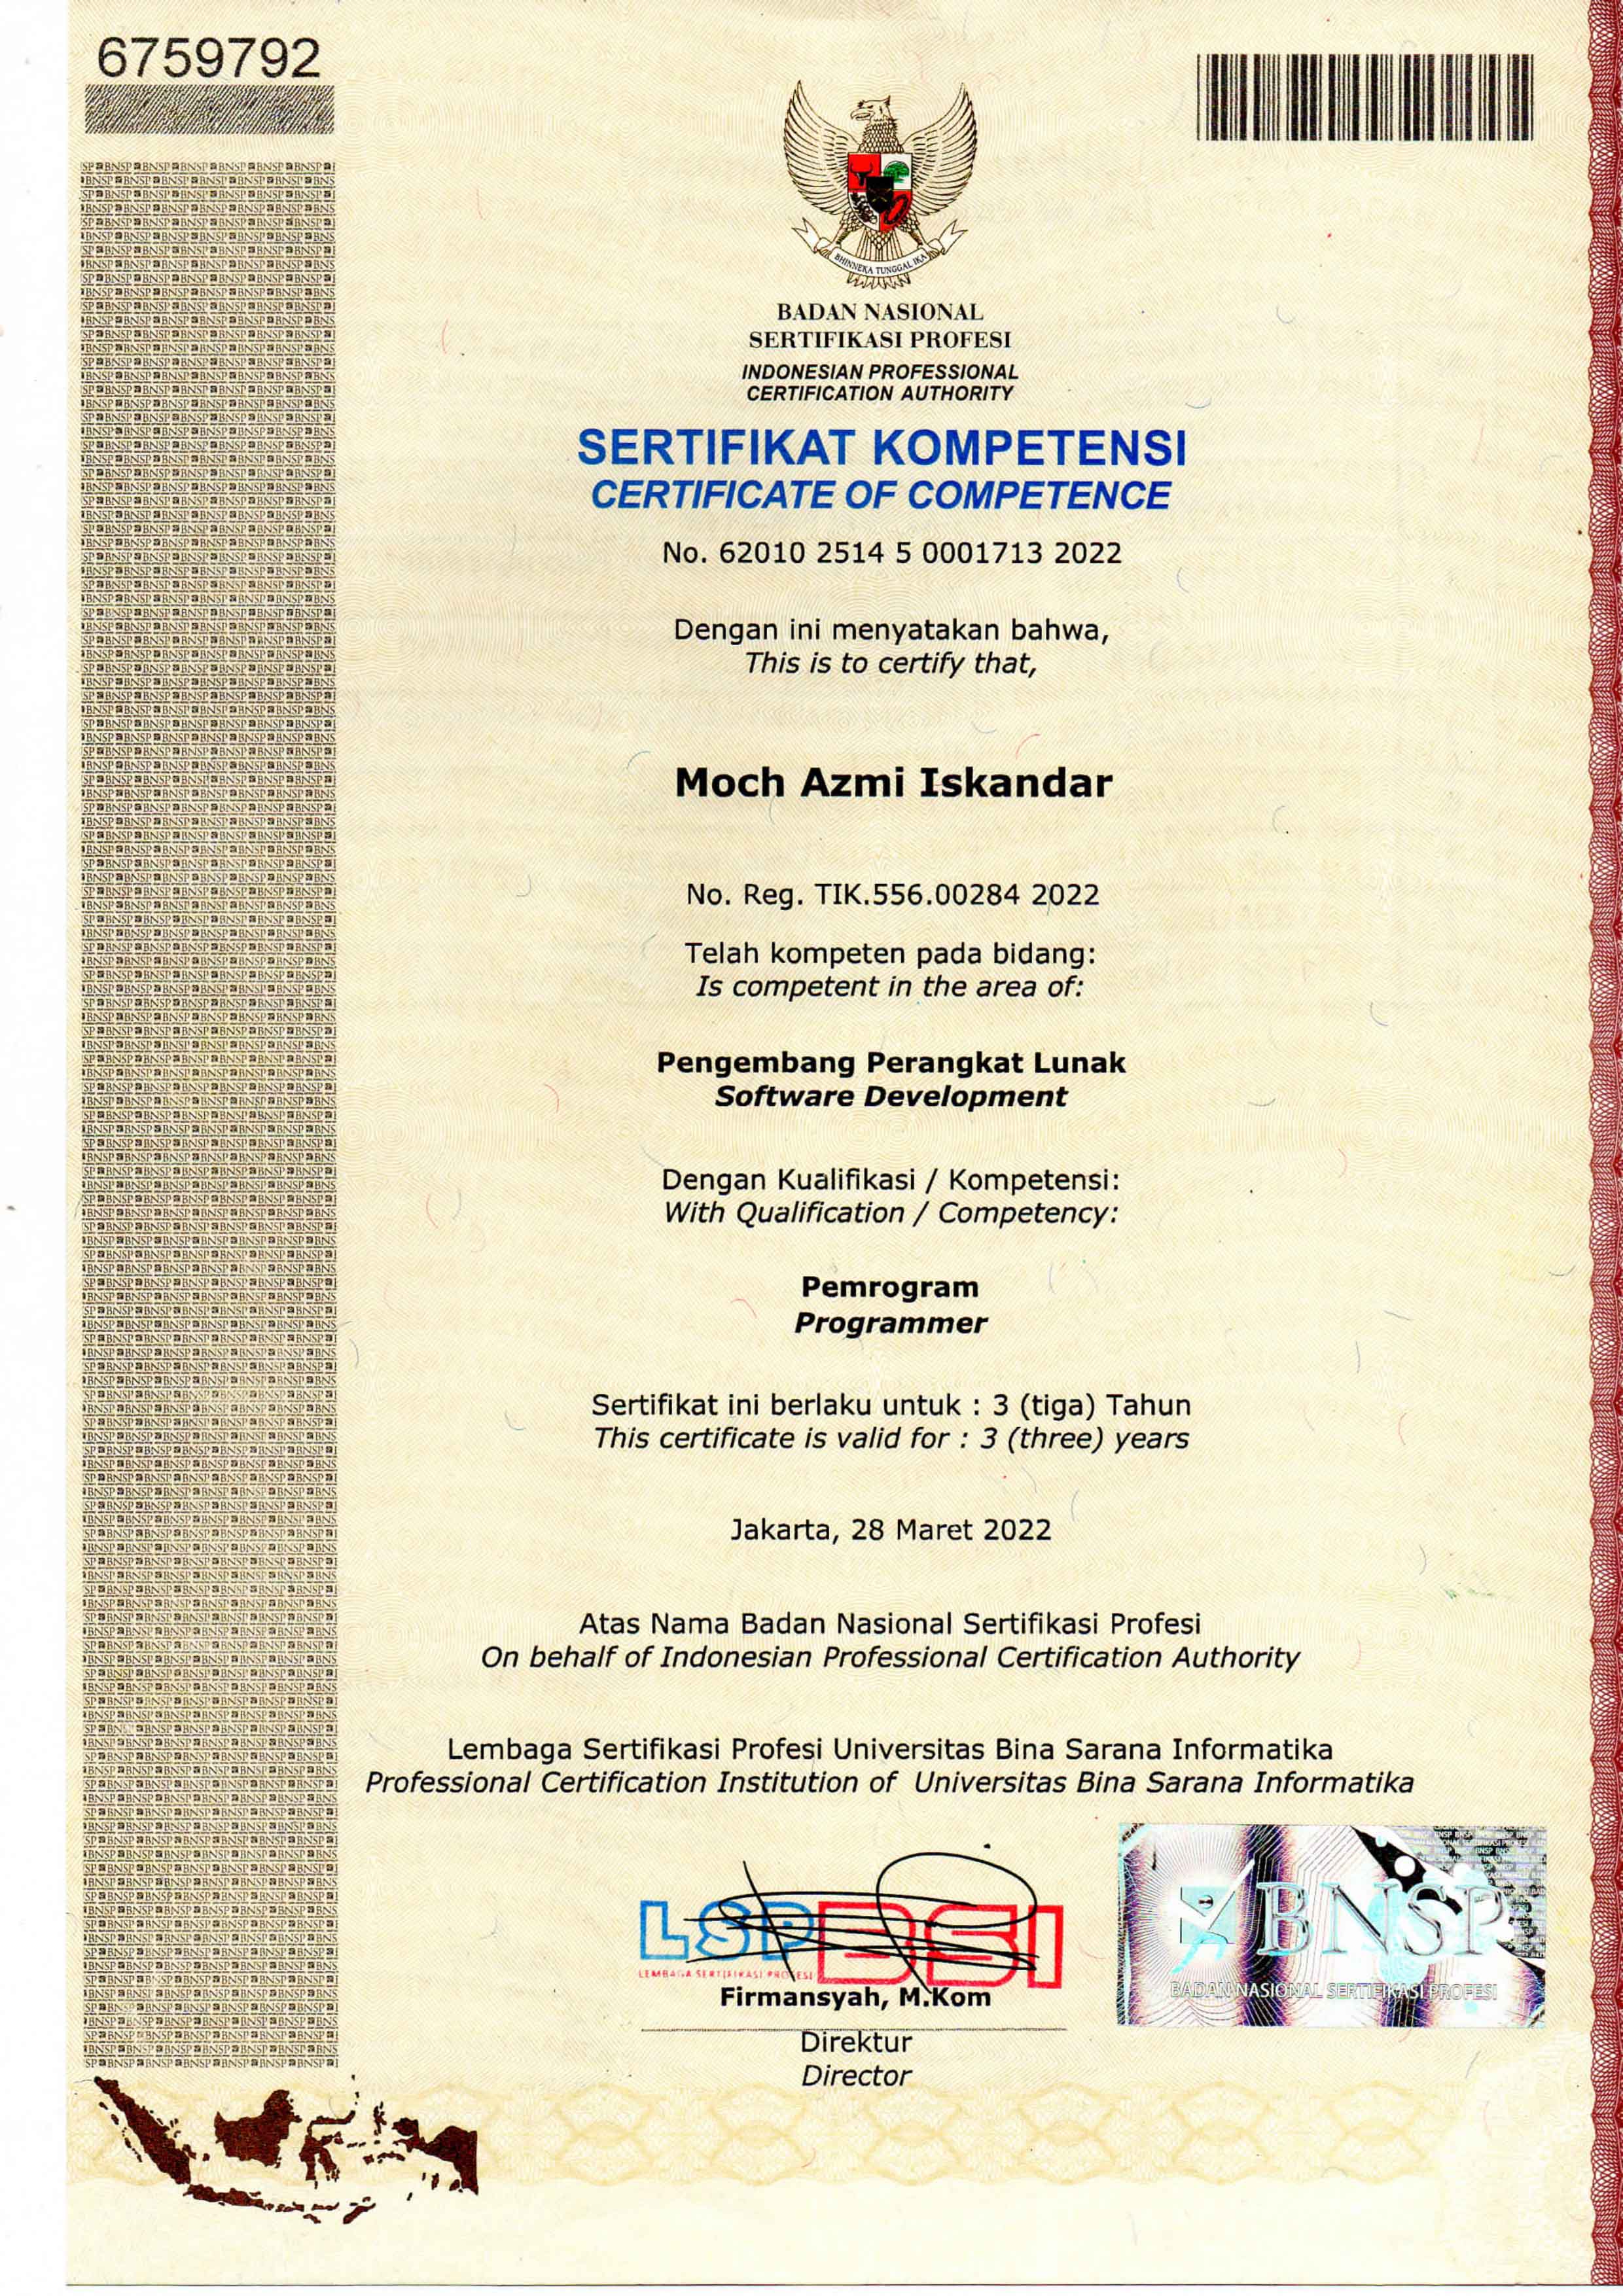 6759792
BHINNEKA TUNGGAL IKA
BADAN NASIONAL
SERTIFIKASI PROFESI
INDONESIAN PROFESSIONAL
CERTIFICATION AUTHORITY
SERTIFIKAT KOMPETENSI
CERTIFICATE OF COMPETENCE
No. 62010 2514 5 0001713 2022
Dengan ini menyatakan bahwa,
This is to certify that,
Moch Azmi Iskandar
No. Reg. TIK.556.00284 2022
Telah kompeten pada bidang:
Is competent in the area of:
Pengembang Perangkat Lunak
Software Development
Dengan Kualifikasi / Kompetensi:
With Qualification / Competency:
Pemrogram
Programmer
Sertifikat ini berlaku untuk : 3 (tiga) Tahun
This certificate is valid for : 3 (three) years
Jakarta, 28 Maret 2022
Atas Nama Badan Nasional Sertifikasi Profesi
On behalf of Indonesian Professional Certification Authority
Lembaga Sertifikasi Profesi Universitas Bina Sarana Informatika
Professional Certification Institution of Universitas Bina Sarana Informatika
LSP BSI
LEMBAGA SERTIFIKASI PROFESI
Firmansyah, M.Kom
Direktur
Director
BNSP
BADAN NASIONAL SERTIFIKASI PROFESI